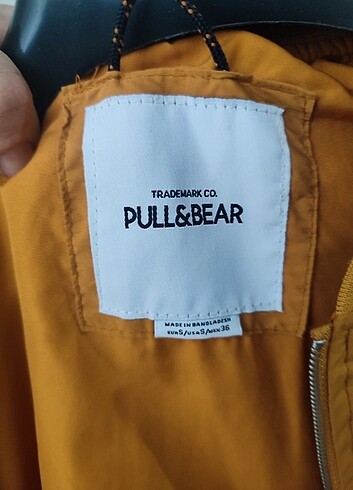 TRADEMARK CO.
PULL&BEAR
MADE IN BANGLADESH
EUR S/USA S/MEX 36